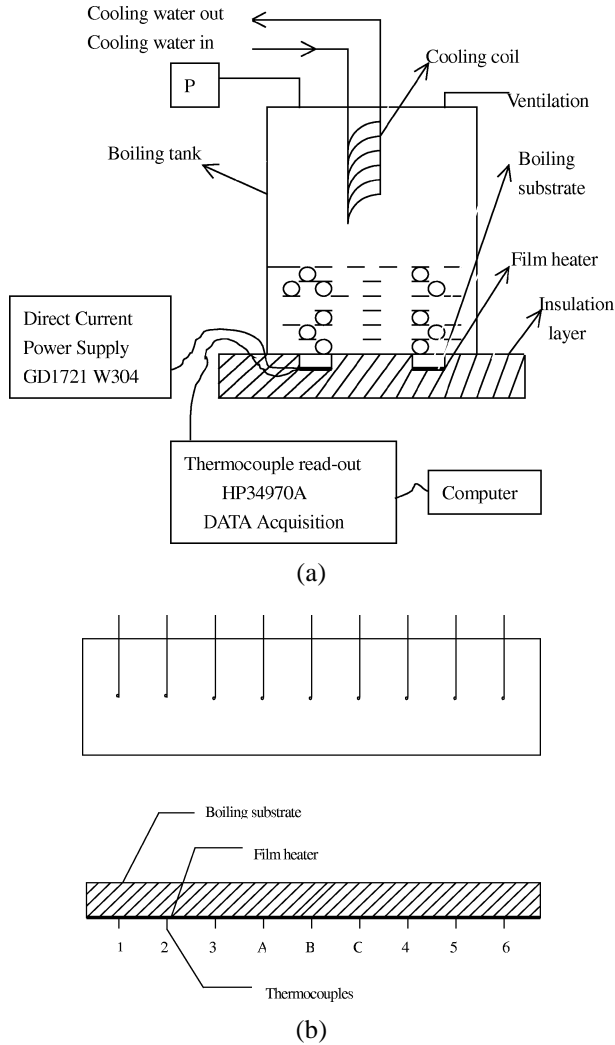 Cooling water out
Cooling water in
Cooling coil
P
Ventilation
Boiling tank
Boiling
substrate
Film heater
Insulation
layer
Direct Current
Power Supply
GD1721 W304
Thermocouple read-out
HP34970A
DATA Acquisition
Computer
(a)
Boiling substrate
Film heater
1 2 3 A B C 4 5 6
Thermocouples
(b)